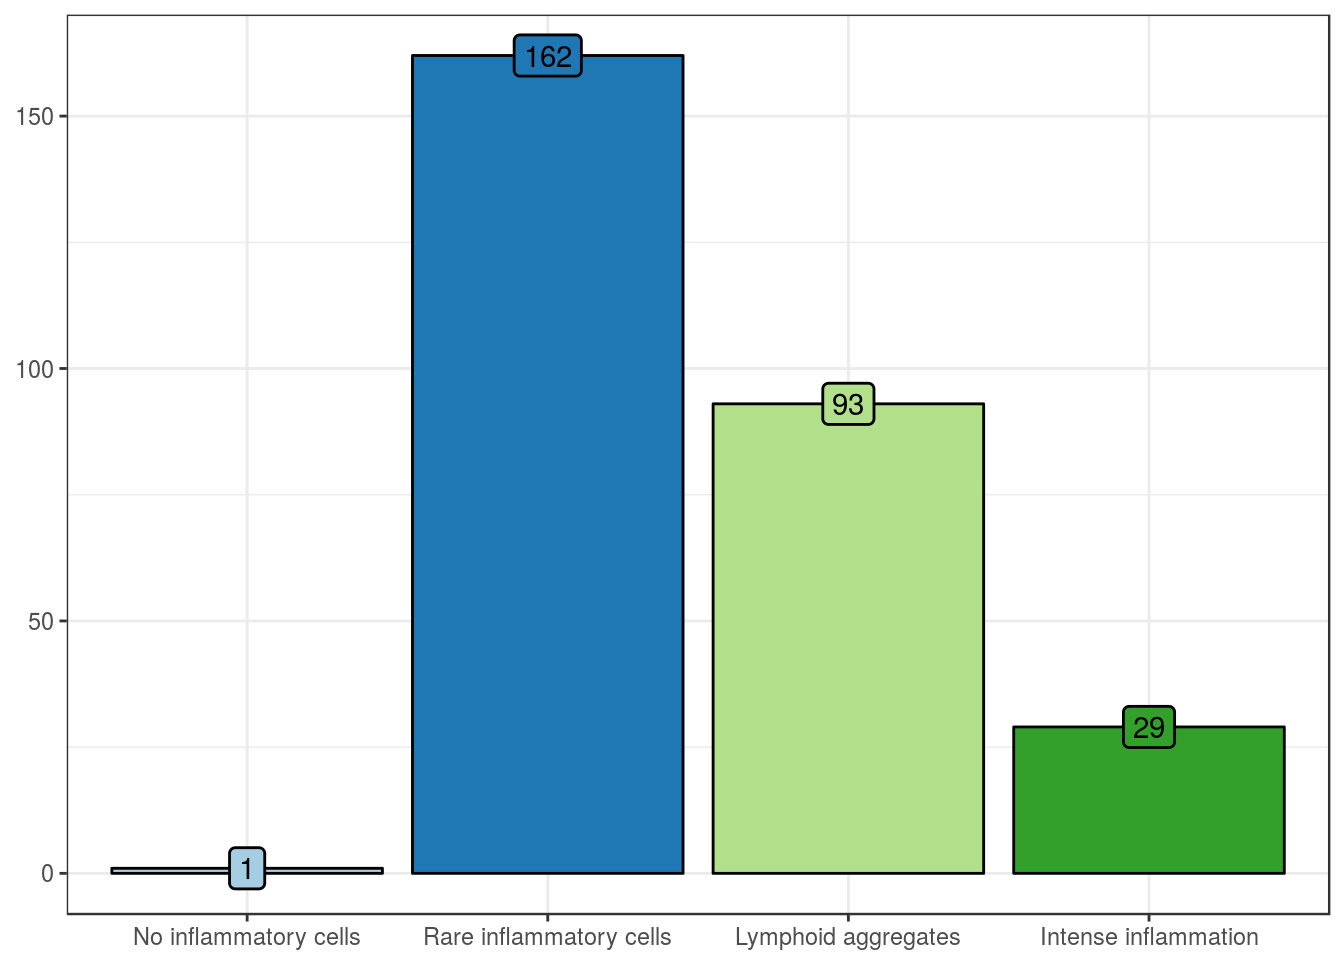 162
150
100
93
50
29
1
0
No inflammatory cells
Rare inflammatory cells
Lymphoid aggregates
Intense inflammation